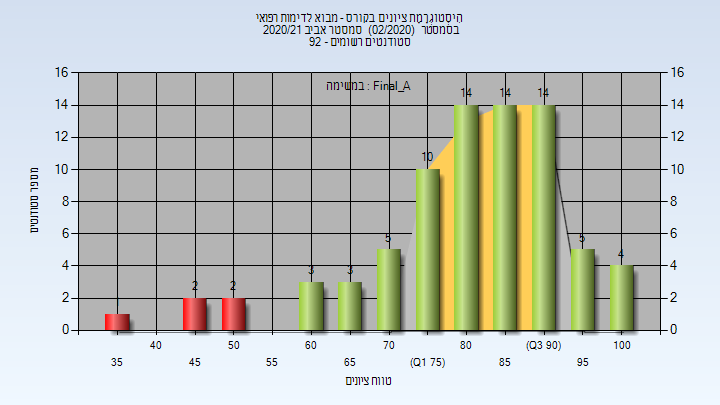 היסטוגרמת ציונים בקורס - מבוא לדימות רפואי
בסמסטר (02/2020) סמסטר אביב 2020/21
סטודנטים רשומים - 92
במשימה : Final_A
16 16
14 14
12 12
10 10
8 8
6 6
4 4
2 2
0 0
1 2 2 3 3 5 10 14 14 14 5 4
מספר סטודנטים
40 50 60 70 80 (Q3 90) 100
35 45 55 65 (Q1 75) 85 95
טווח ציונים